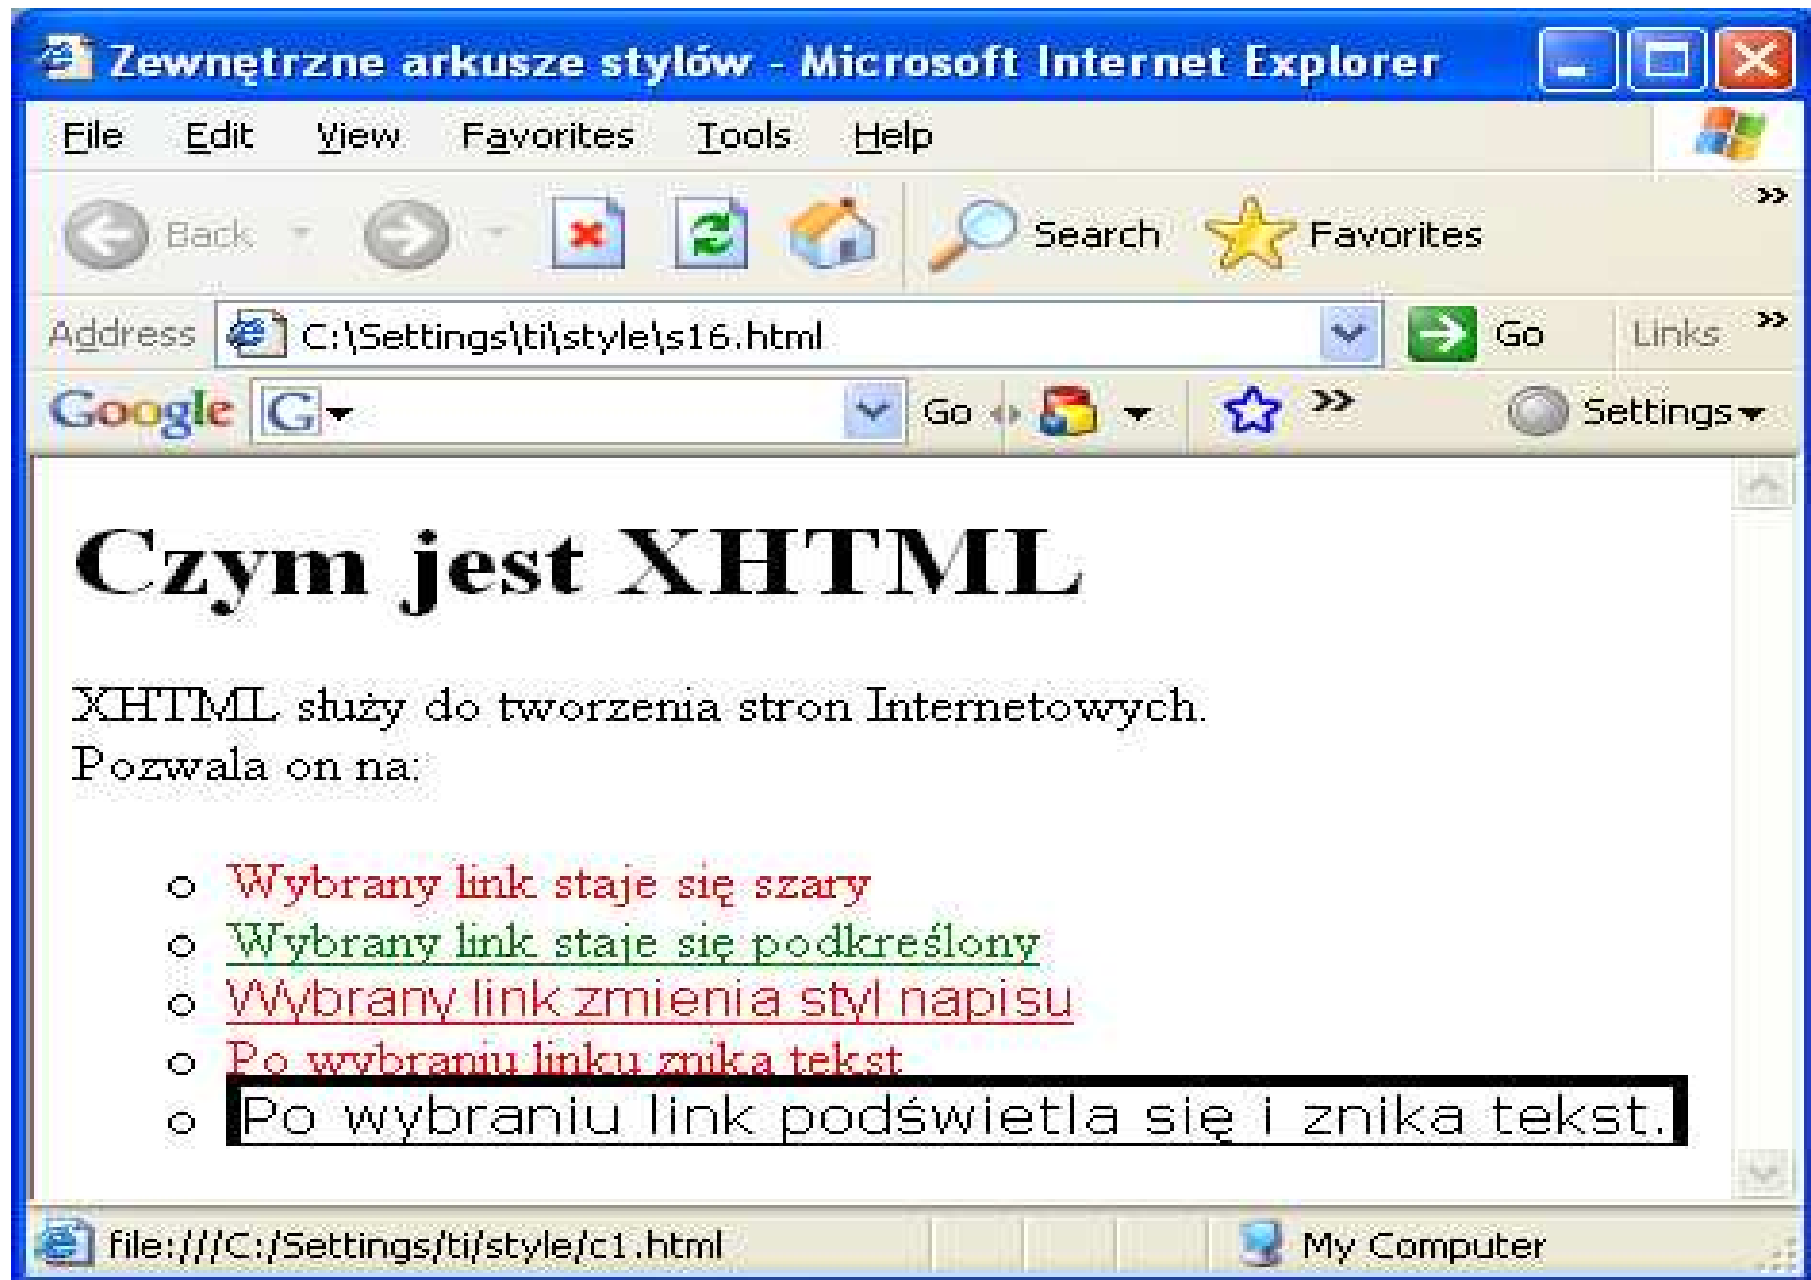 Zewnętrzne arkusze stylów - Microsoft Internet Explorer
File Edit View Favorites Tools Help
Back Search Favorites »
Address C:\Settings\ti\style\s16.html Go Links »
Google G Go » Settings
Czym jest XHTML
XHTML służy do tworzenia stron Internetowych.
Pozwala on na:
Wybrany link staje się szary
Wybrany link staje się podkreślony
Wybrany link zmienia styl napisu
Po wybraniu linku znika tekst
Po wybraniu link podświetla się i znika tekst.
file:///C:/Settings/ti/style/c1.html My Computer